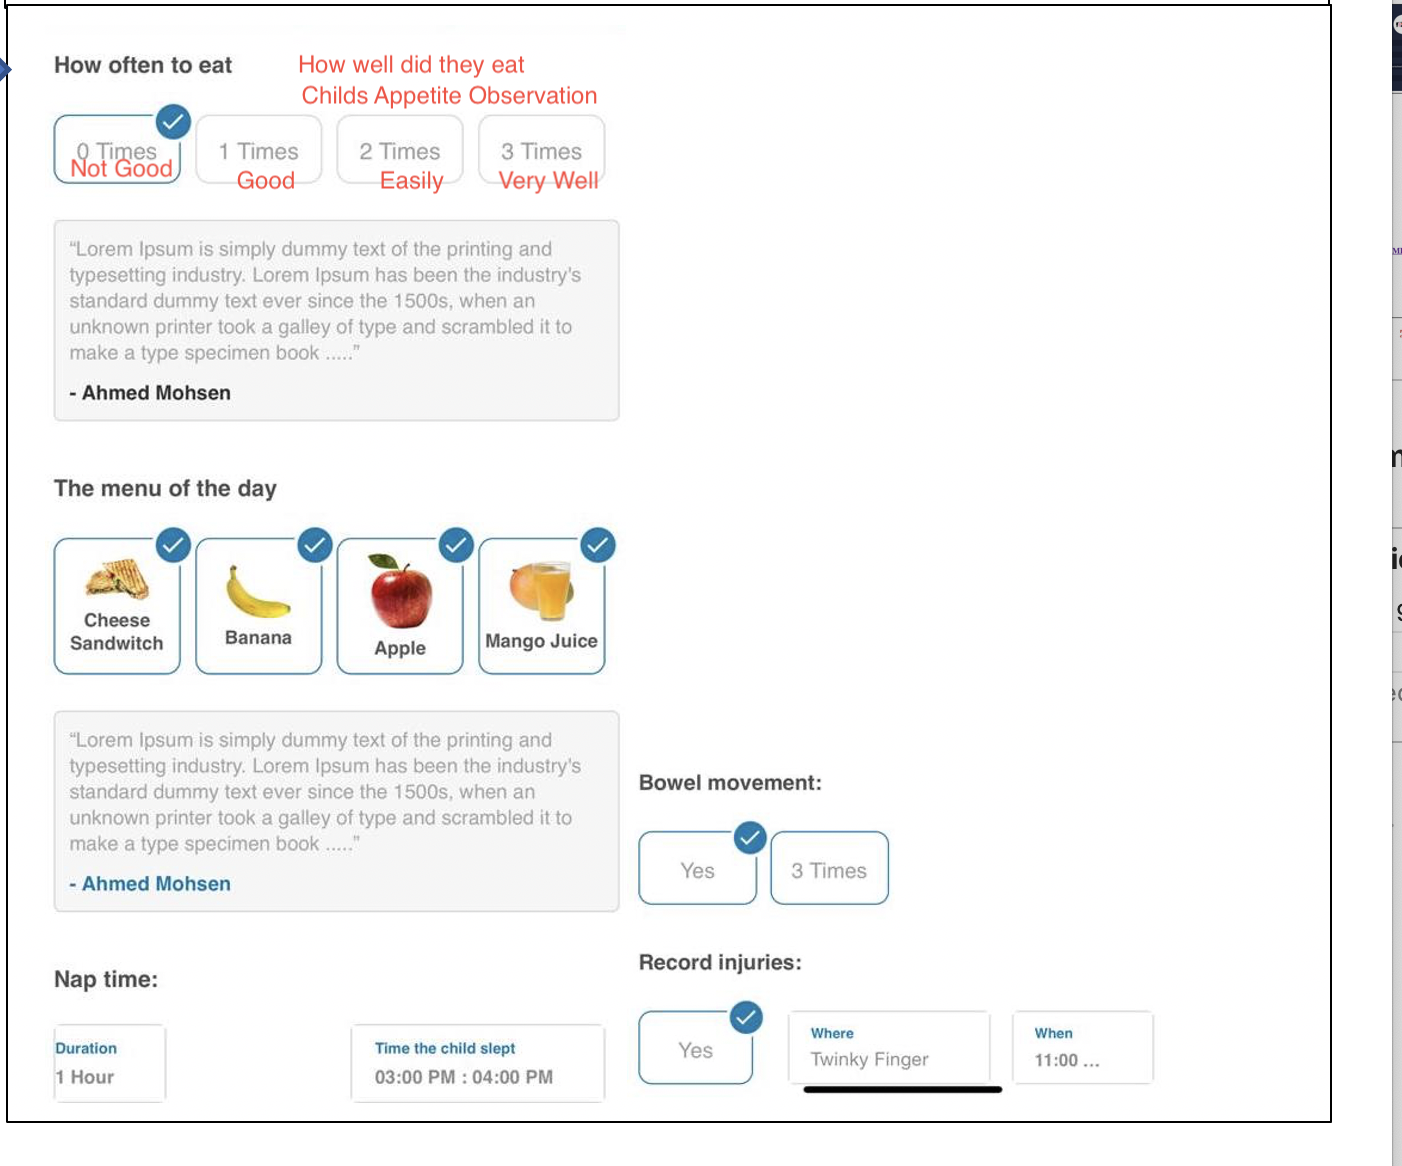 How often to eat
How well did they eat
Childs Appetite Observation
0 Times
1 Times
2 Times
3 Times
Not Good
Good
Easily
Very Well
“Lorem Ipsum is simply dummy text of the printing and
typesetting industry. Lorem Ipsum has been the industry's
standard dummy text ever since the 1500s, when an
unknown printer took a galley of type and scrambled it to
make a type specimen book .....”
- Ahmed Mohsen
The menu of the day
Cheese
Sandwitch
Banana
Apple
Mango Juice
“Lorem Ipsum is simply dummy text of the printing and
typesetting industry. Lorem Ipsum has been the industry's
standard dummy text ever since the 1500s, when an
unknown printer took a galley of type and scrambled it to
make a type specimen book .....”
- Ahmed Mohsen
Bowel movement:
Yes
3 Times
Nap time:
Duration
1 Hour
Time the child slept
03:00 PM : 04:00 PM
Record injuries:
Yes
Where
Twinky Finger
When
11:00 ...